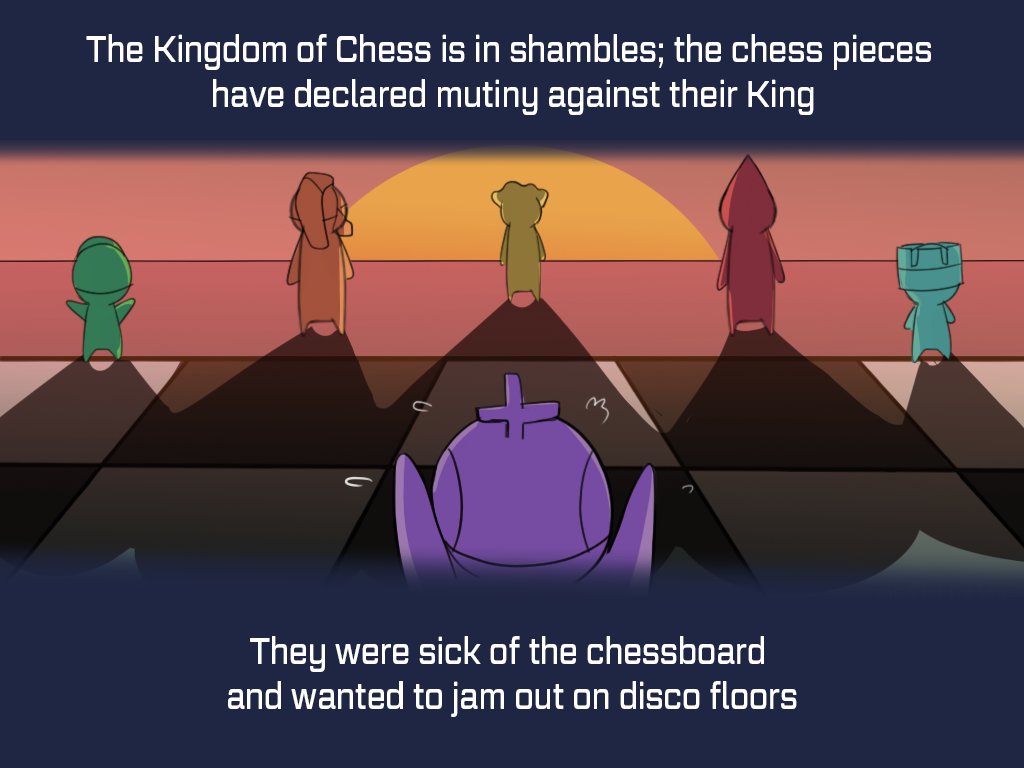 The Kingdom of Chess is in shambles; the chess pieces
have declared mutiny against their King
They were sick of the chessboard
and wanted to jam out on disco floors